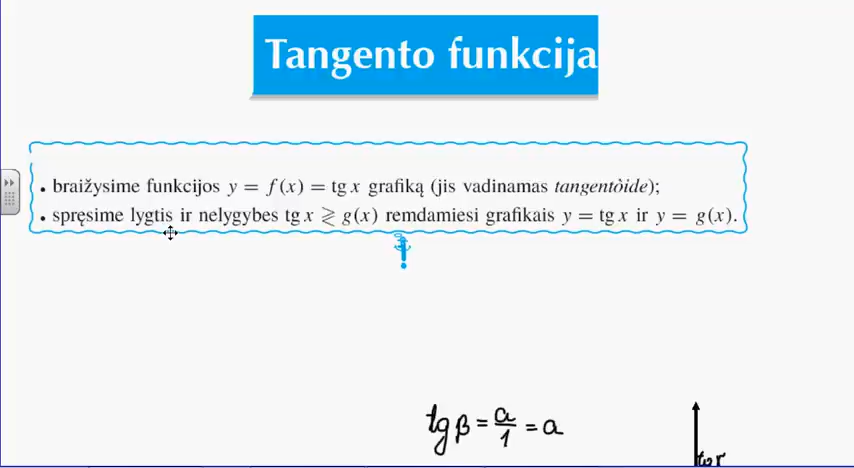 Tangento funkcija
• braižysime funkcijos y = f(x) = tg x grafiką (jis vadinamas tangentòide);
• spręsime lygtis ir nelygybes tg x ≷ g(x) remdamiesi grafikais y = tg x ir y = g(x).
tg β = a/1 = a